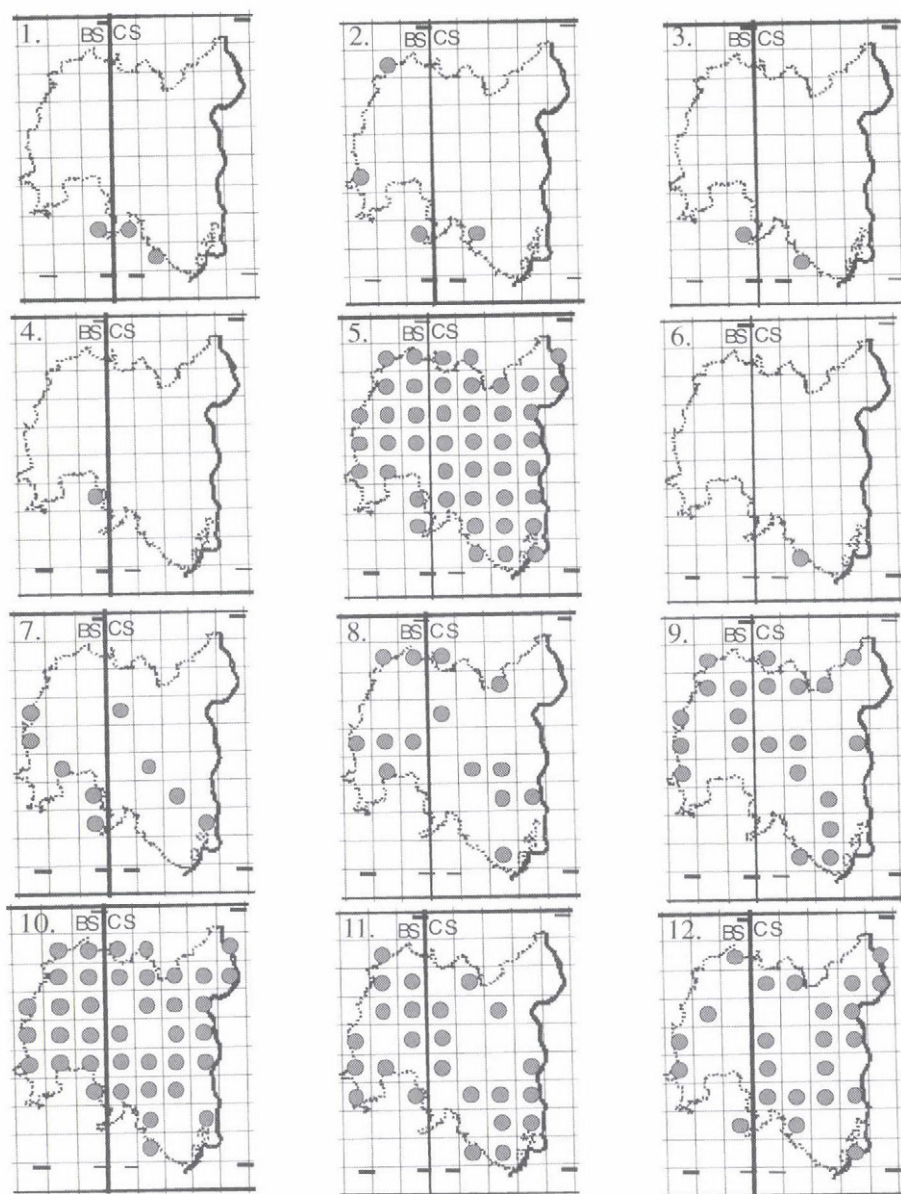 1. BS CS
2. BS CS
3. BS CS
4. BS CS
5. BS CS
6. BS CS
7. BS CS
8. BS CS
9. BS CS
10. BS CS
11. BS CS
12. BS CS